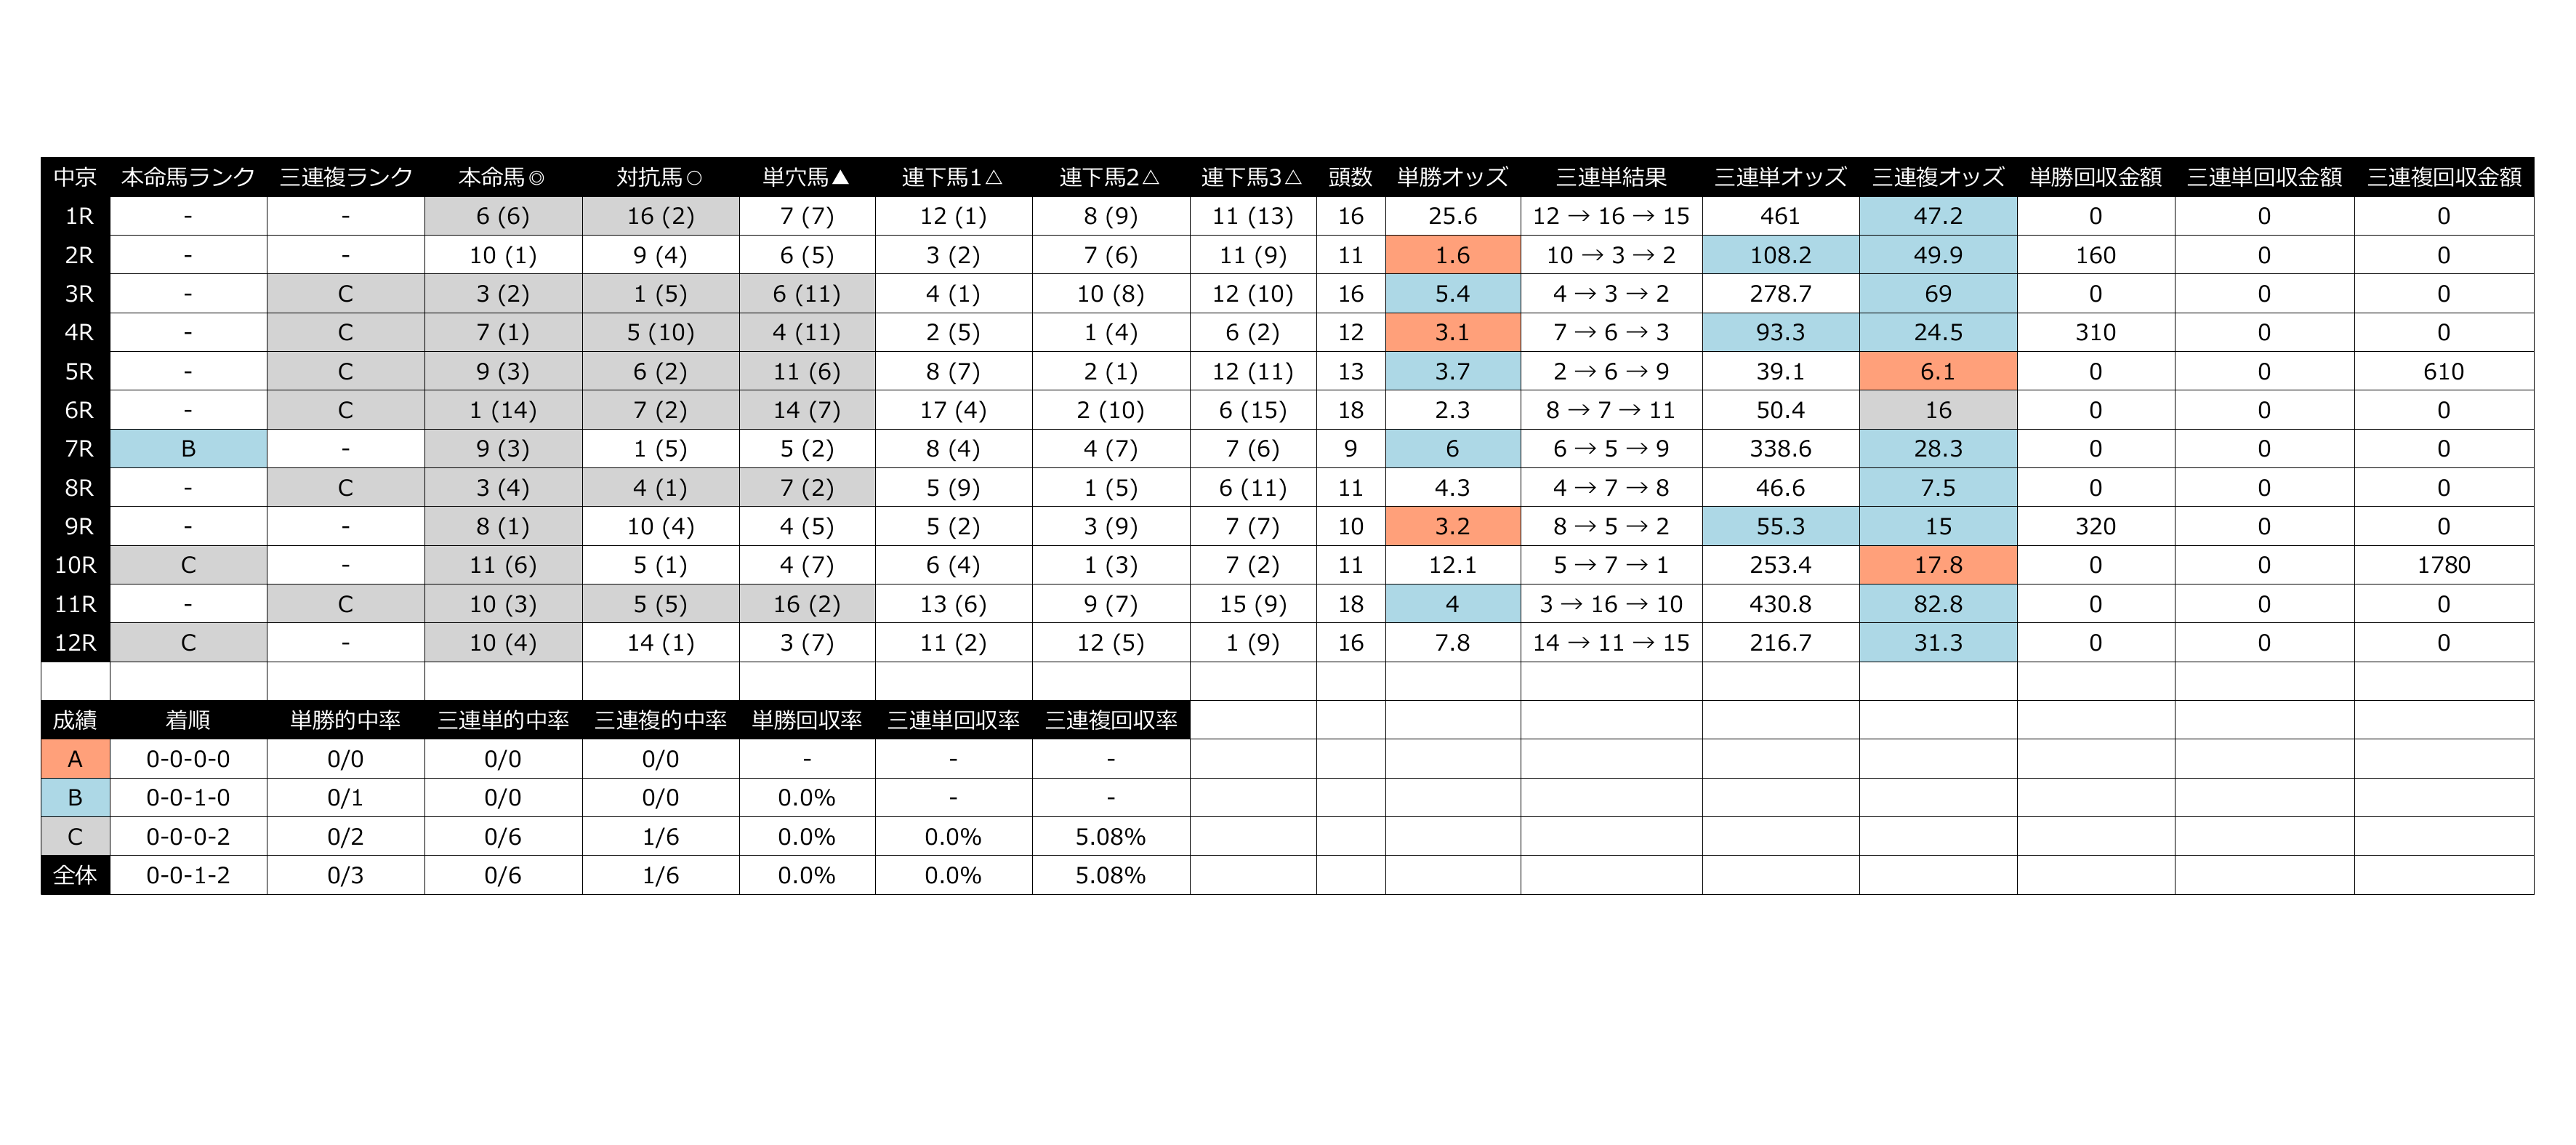 中京 本命馬ランク 三連複ランク 本命馬◎ 対抗馬○ 単穴馬▲ 連下馬1△ 連下馬2△ 連下馬3△ 頭数 単勝オッズ 三連単結果 三連単オッズ 三連複オッズ 単勝回収金額 三連単回収金額 三連複回収金額
1R - - 6 (6) 16 (2) 7 (7) 12 (1) 8 (9) 11 (13) 16 25.6 12 → 16 → 15 461 47.2 0 0 0
2R - - 10 (1) 9 (4) 6 (5) 3 (2) 7 (6) 11 (9) 11 1.6 10 → 3 → 2 108.2 49.9 160 0 0
3R - C 3 (2) 1 (5) 6 (11) 4 (1) 10 (8) 12 (10) 16 5.4 4 → 3 → 2 278.7 69 0 0 0
4R - C 7 (1) 5 (10) 4 (11) 2 (5) 1 (4) 6 (2) 12 3.1 7 → 6 → 3 93.3 24.5 310 0 0
5R - C 9 (3) 6 (2) 11 (6) 8 (7) 2 (1) 12 (11) 13 3.7 2 → 6 → 9 39.1 6.1 0 0 610
6R - C 1 (14) 7 (2) 14 (7) 17 (4) 2 (10) 6 (15) 18 2.3 8 → 7 → 11 50.4 16 0 0 0
7R B - 9 (3) 1 (5) 5 (2) 8 (4) 4 (7) 7 (6) 9 6 6 → 5 → 9 338.6 28.3 0 0 0
8R - C 3 (4) 4 (1) 7 (2) 5 (9) 1 (5) 6 (11) 11 4.3 4 → 7 → 8 46.6 7.5 0 0 0
9R - - 8 (1) 10 (4) 4 (5) 5 (2) 3 (9) 7 (7) 10 3.2 8 → 5 → 2 55.3 15 320 0 0
10R C - 11 (6) 5 (1) 4 (7) 6 (4) 1 (3) 7 (2) 11 12.1 5 → 7 → 1 253.4 17.8 0 0 1780
11R - C 10 (3) 5 (5) 16 (2) 13 (6) 9 (7) 15 (9) 18 4 3 → 16 → 10 430.8 82.8 0 0 0
12R C - 10 (4) 14 (1) 3 (7) 11 (2) 12 (5) 1 (9) 16 7.8 14 → 11 → 15 216.7 31.3 0 0 0
成績 着順 単勝的中率 三連単的中率 三連複的中率 単勝回収率 三連単回収率 三連複回収率
A 0-0-0-0 0/0 0/0 0/0 - - -
B 0-0-1-0 0/1 0/0 0/0 0.0% - -
C 0-0-0-2 0/2 0/6 1/6 0.0% 0.0% 5.08%
全体 0-0-1-2 0/3 0/6 1/6 0.0% 0.0% 5.08%